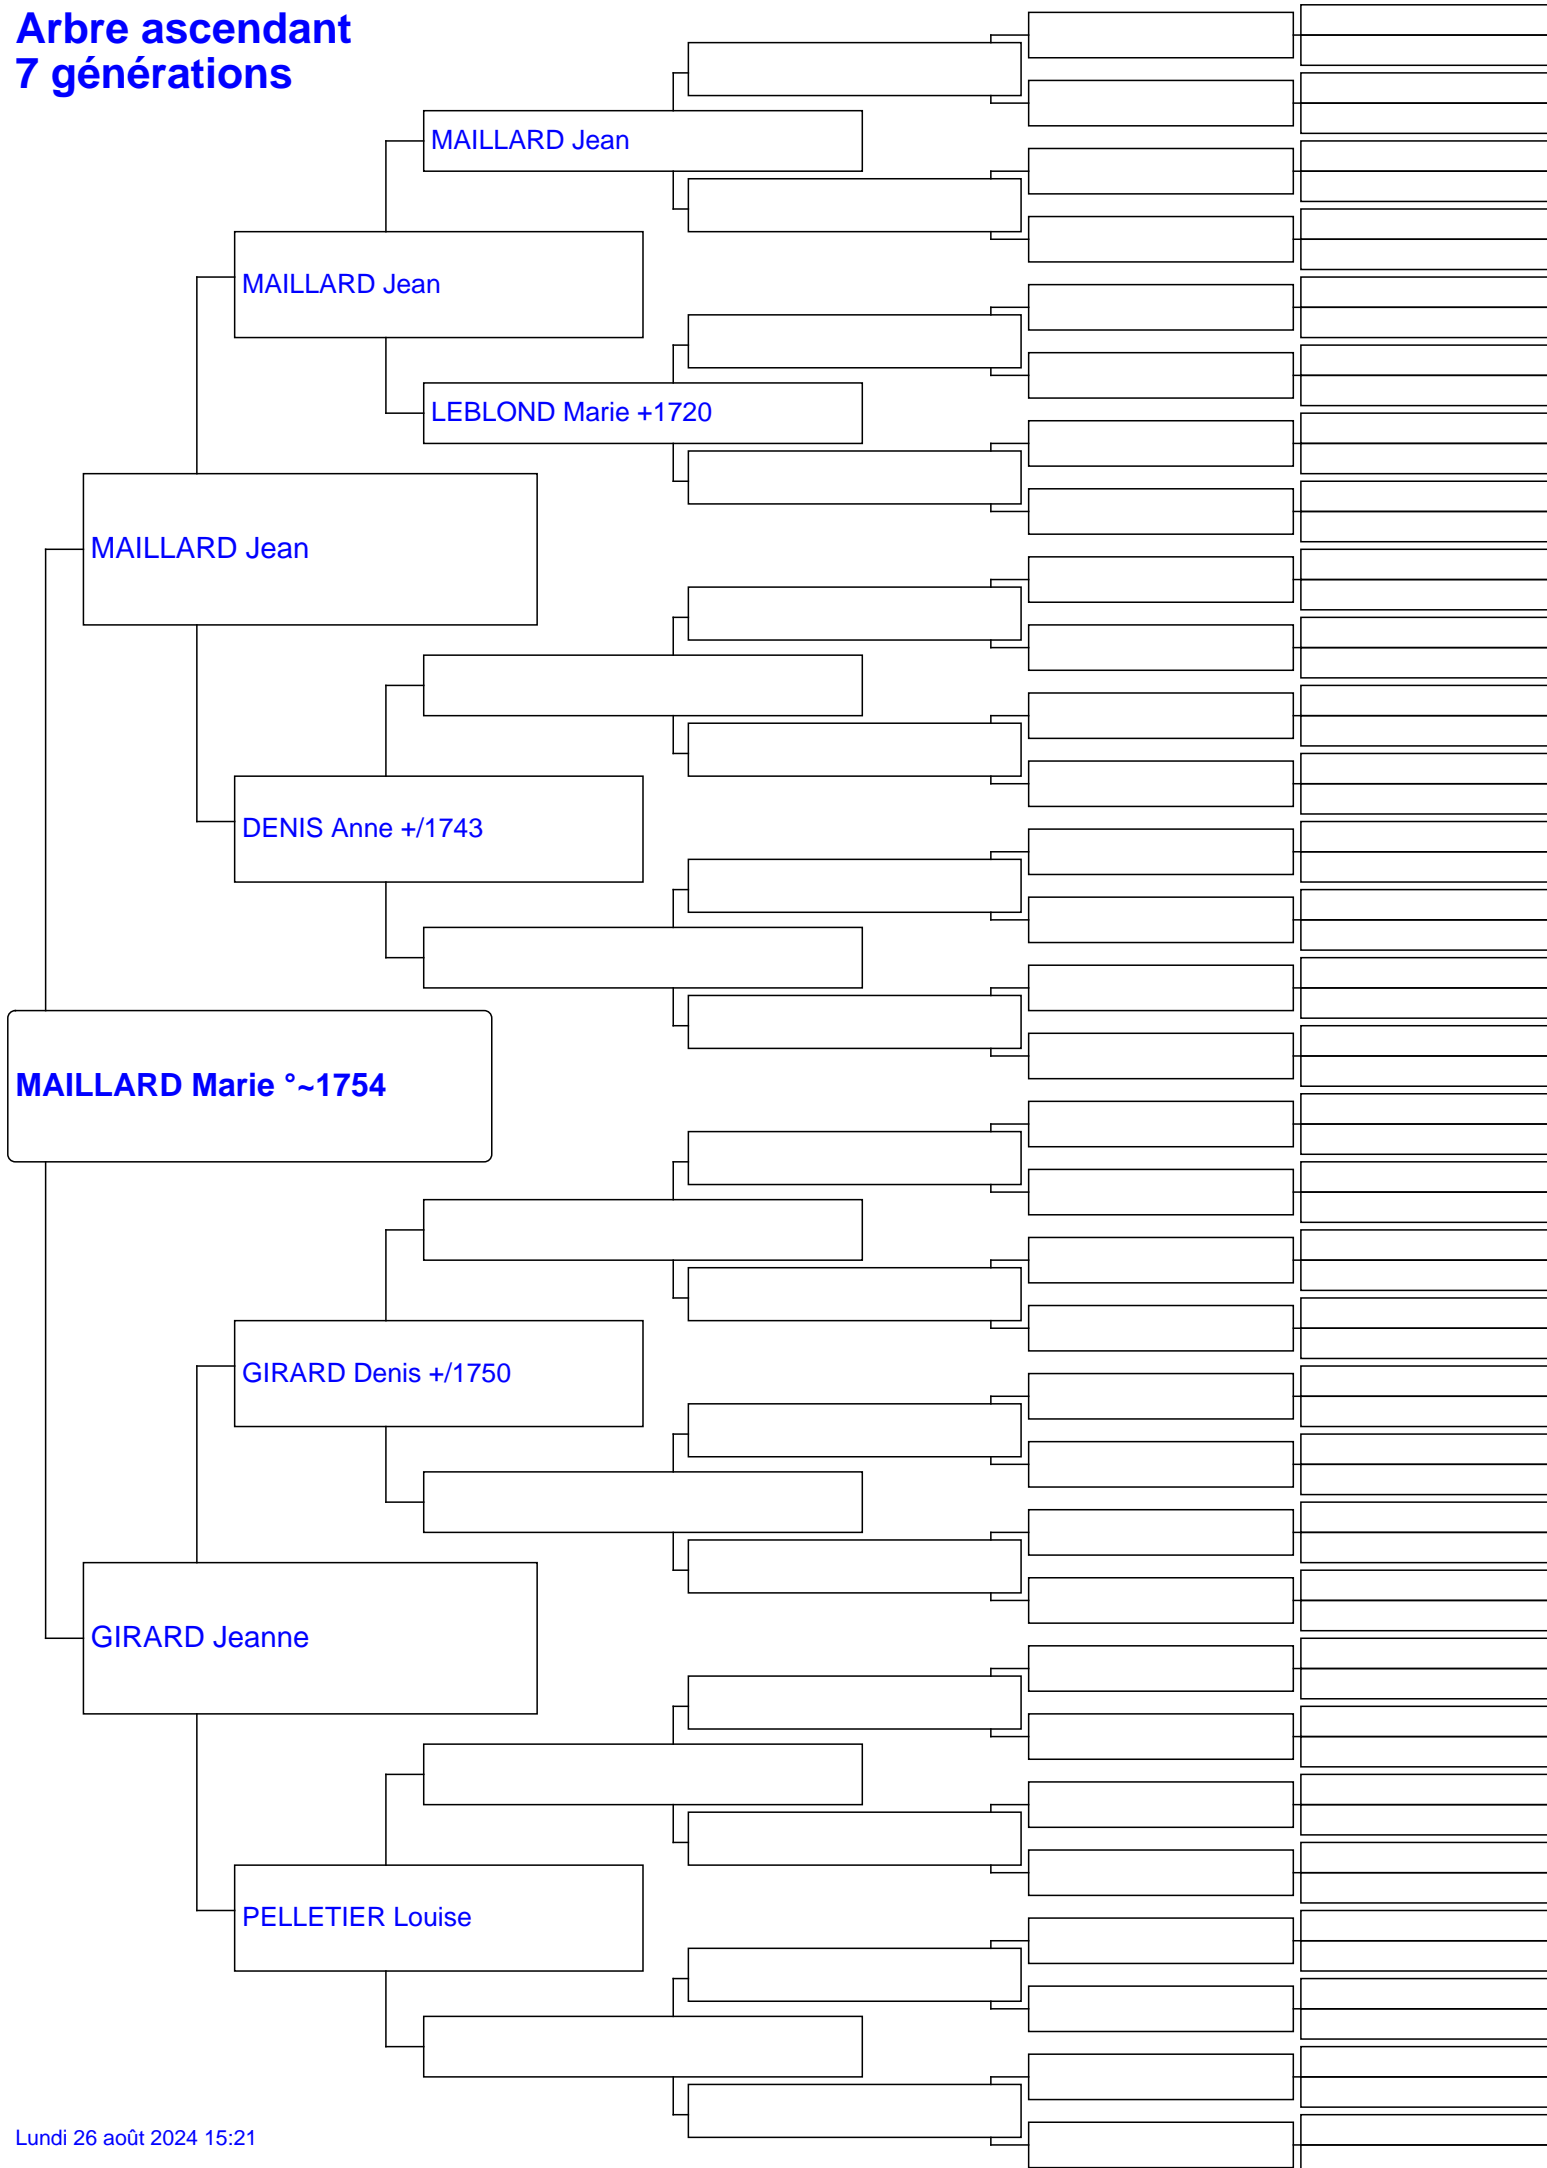 Arbre ascendant
7 générations
MAILLARD Jean
MAILLARD Jean
LEBLOND Marie +1720
MAILLARD Jean
DENIS Anne +/1743
MAILLARD Marie °~1754
GIRARD Denis +/1750
GIRARD Jeanne
PELLETIER Louise
Lundi 26 août 2024 15:21